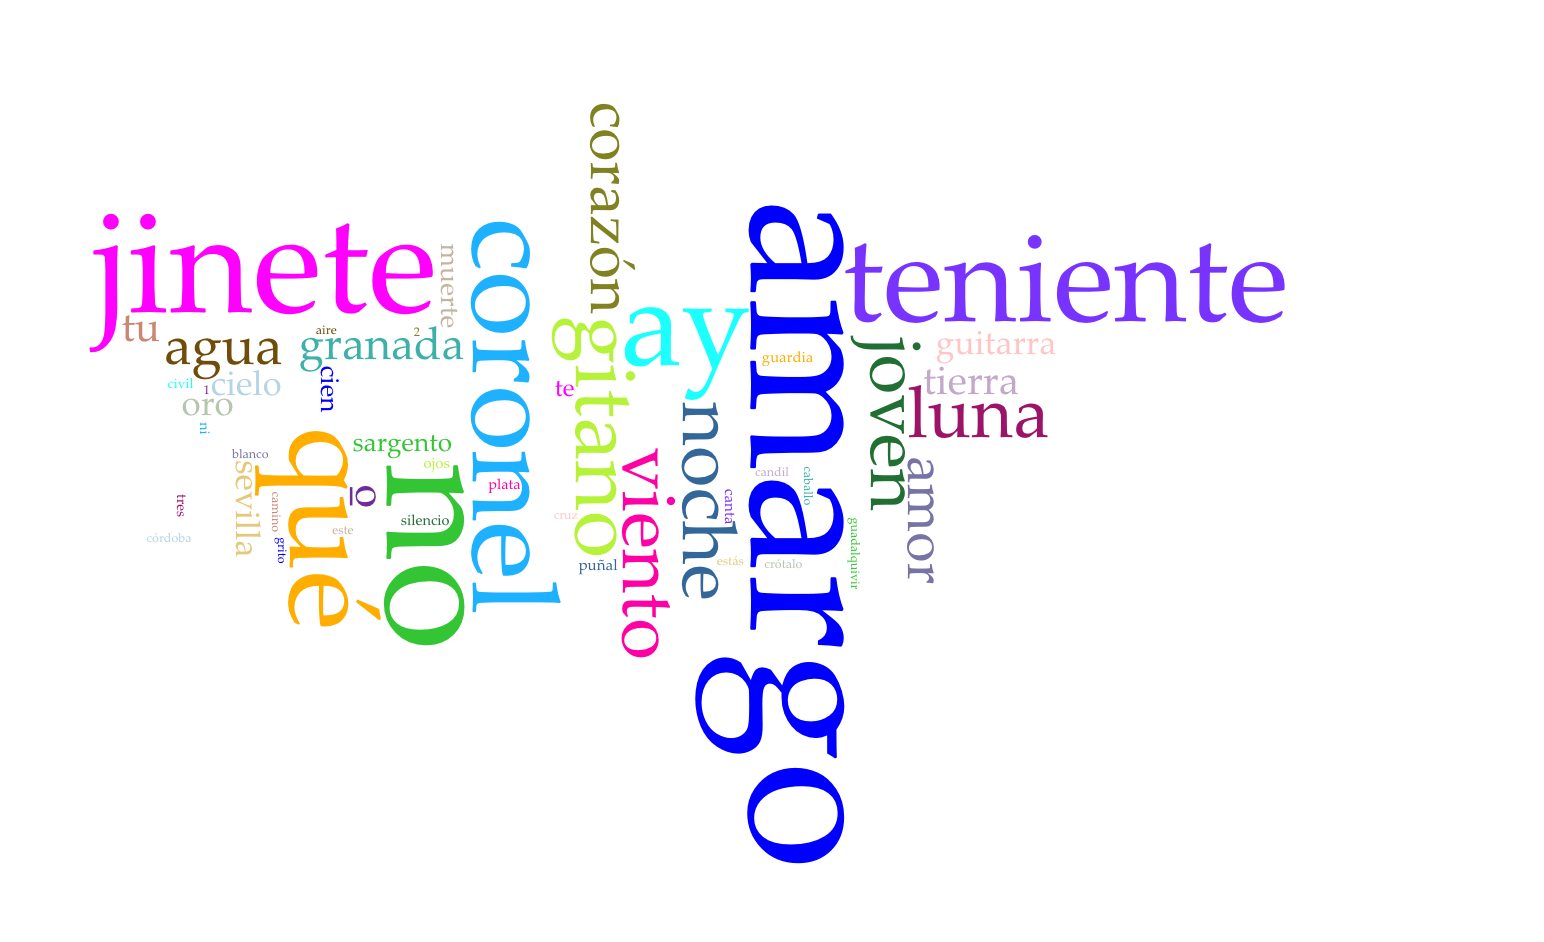 corazón
jinete
amargo
coronel
teniente
muerte
ay
tu
agua
aire
2
granada
gitano
guardia
joven
guitarra
civil
1
cielo
cien
te
tierra
oro
luna
noche
ni
qué
sargento
viento
blanco
sevilla
ojos
no
amor
candil
caballo
plata
º
tres
camino
canta
silencio
cruz
guadalquivir
este
córdoba
grito
puñal
estás
crótalo